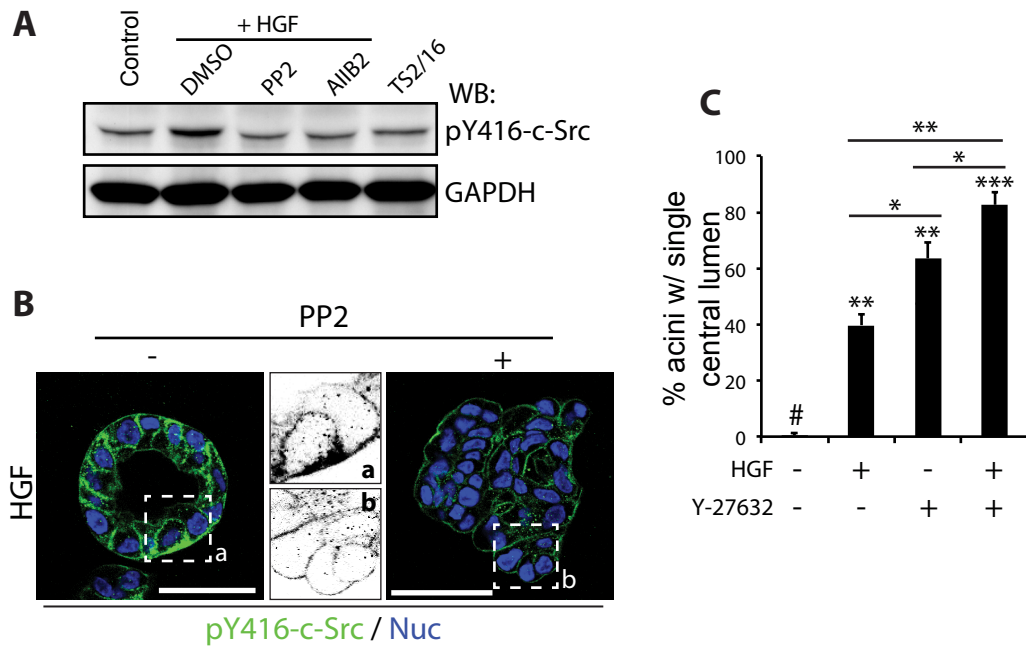 A
+ HGF
Control
DMSO
PP2
AIIB2
TS2/16
WB:
pY416-c-Src
GAPDH
B
PP2
- +
HGF
a
a
b
b
pY416-c-Src / Nuc
C
% acini w/ single
central lumen
100
80
60
40
20
0
#
**
*
**
*
**
***
HGF - + - +
Y-27632 - - + +